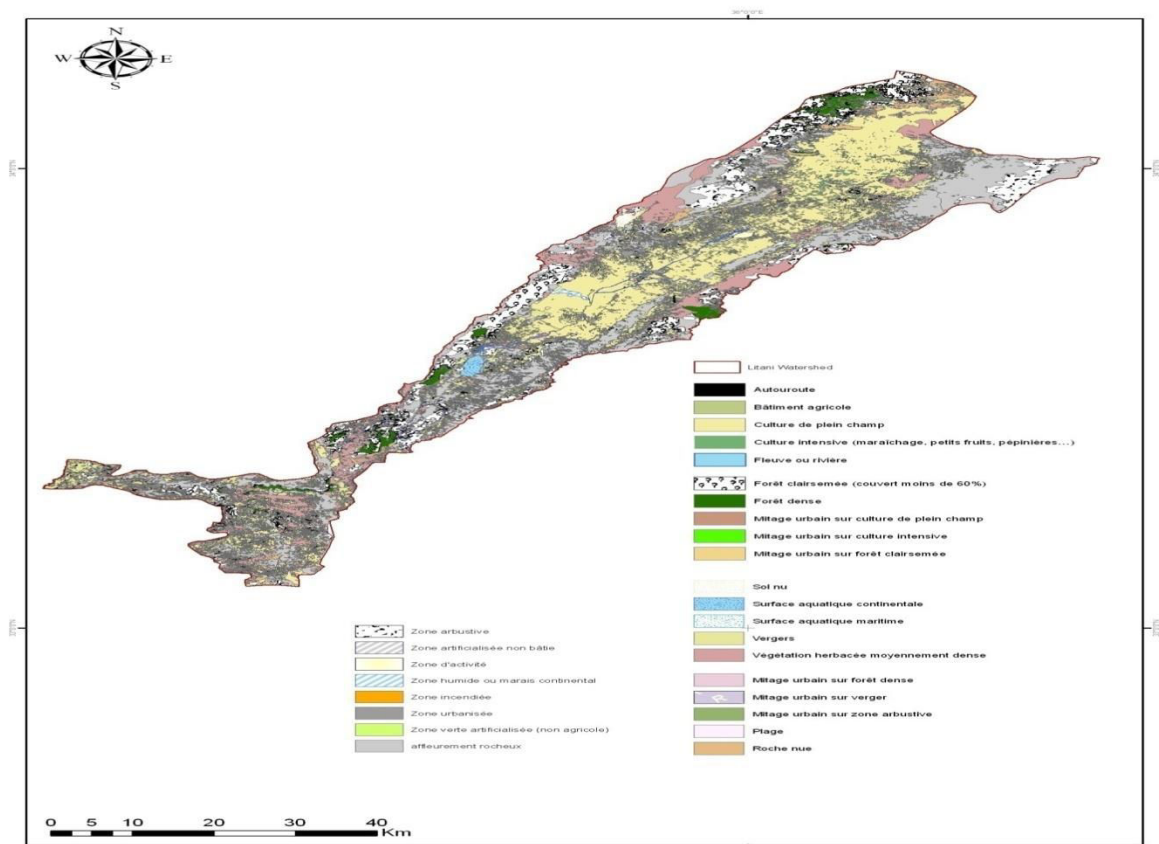 N
W E
S
Litani Watershed
Autouroute
Bâtiment agricole
Culture de plein champ
Culture intensive (maraîchage, petits fruits, pépinières...)
Fleuve ou rivière
Forêt clairsemée (couvert moins de 60%)
Forêt dense
Mitage urbain sur culture de plein champ
Mitage urbain sur culture intensive
Mitage urbain sur forêt clairsemée
Sol nu
Surface aquatique continentale
Surface aquatique maritime
Vergers
Végétation herbacée moyennement dense
Mitage urbain sur forêt dense
Mitage urbain sur verger
Mitage urbain sur zone arbustive
Plage
Roche nue
Zone arbustive
Zone artificialisée non bâtie
Zone d'activité
Zone humide ou marais continental
Zone incendiée
Zone urbanisée
Zone verte artificialisée (non agricole)
affleurement rocheux
0 5 10 20 30 40
Km